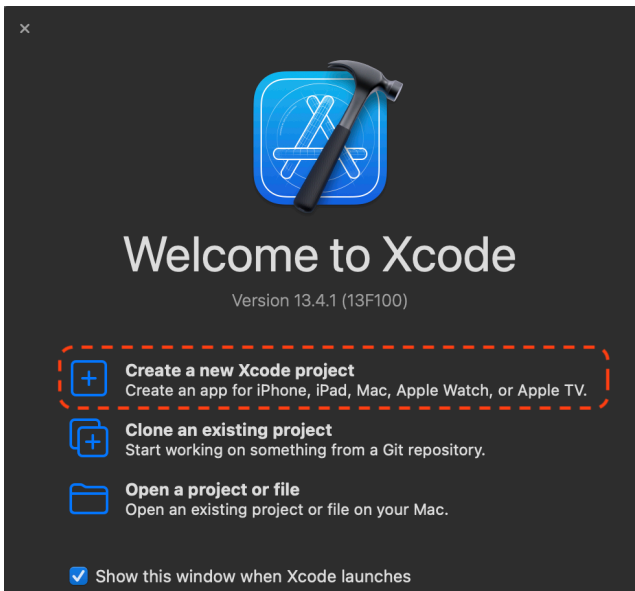 Welcome to Xcode
Version 13.4.1 (13F100)
Create a new Xcode project
Create an app for iPhone, iPad, Mac, Apple Watch, or Apple TV.
Clone an existing project
Start working on something from a Git repository.
Open a project or file
Open an existing project or file on your Mac.
Show this window when Xcode launches